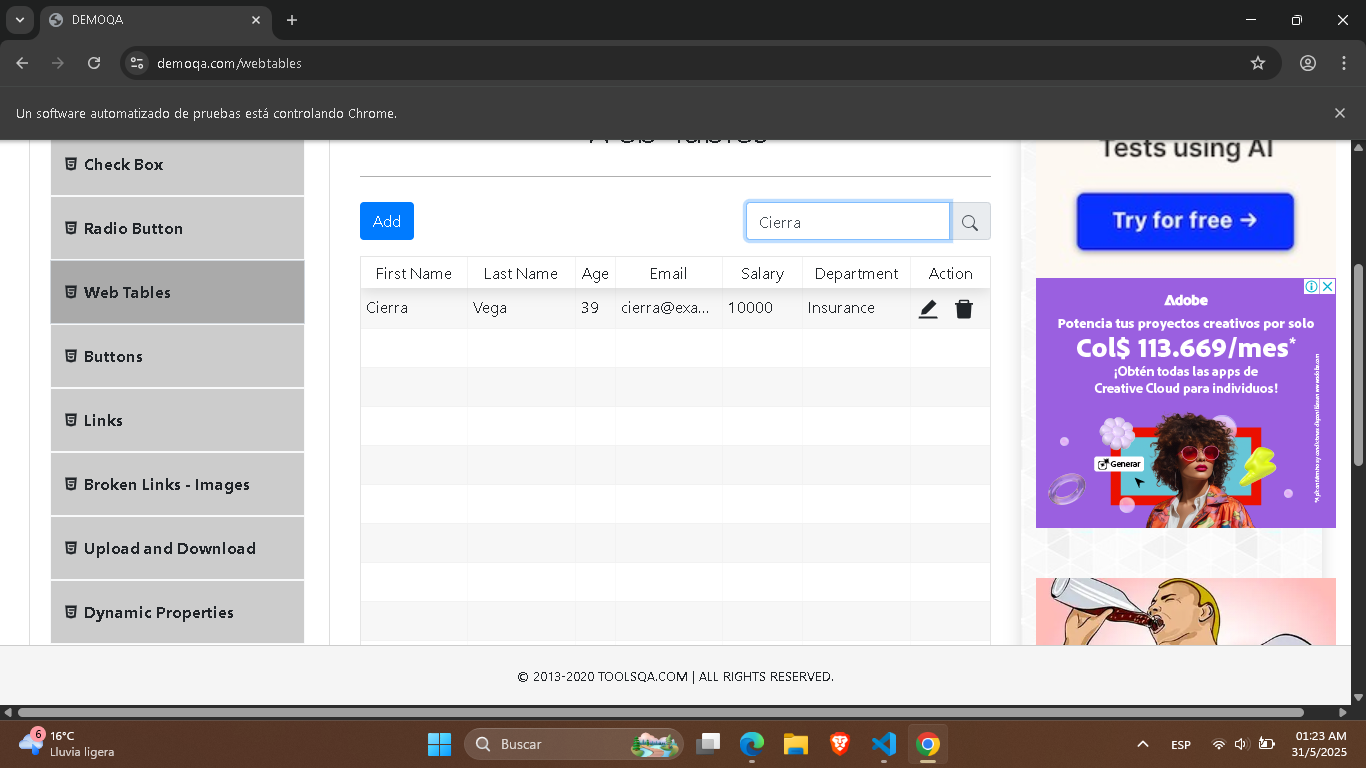 DEMOQA
demoqa.com/webtables
Un software automatizado de pruebas está controlando Chrome.
Check Box
Radio Button
Web Tables
Buttons
Links
Broken Links - Images
Upload and Download
Dynamic Properties
Add
Cierra
First Name Last Name Age Email Salary Department Action
Cierra Vega 39 cierra@exa... 10000 Insurance
Tests using AI
Try for free →
Adobe
Potencia tus proyectos creativos por solo
Col$ 113.669/mes*
¡Obtén todas las apps de
Creative Cloud para individuos!
Generar
© 2013-2020 TOOLSQA.COM | ALL RIGHTS RESERVED.
6
16°C
Lluvia ligera
Buscar
ESP
01:23 AM
31/5/2025